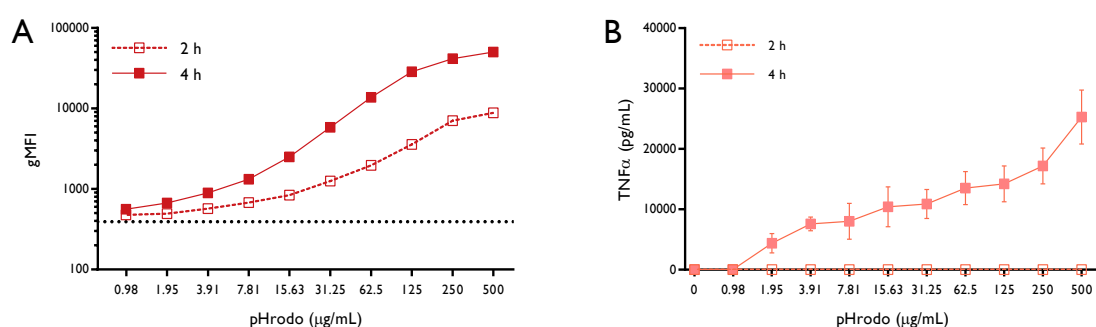 A
100000
10000
1000
100
gMFI
2 h
4 h
0.98 1.95 3.91 7.81 15.63 31.25 62.5 125 250 500
pHrodo (μg/mL)
B
40000
30000
20000
10000
0
TNFα (pg/mL)
2 h
4 h
0 0.98 1.95 3.91 7.81 15.63 31.25 62.5 125 250 500
pHrodo (μg/mL)